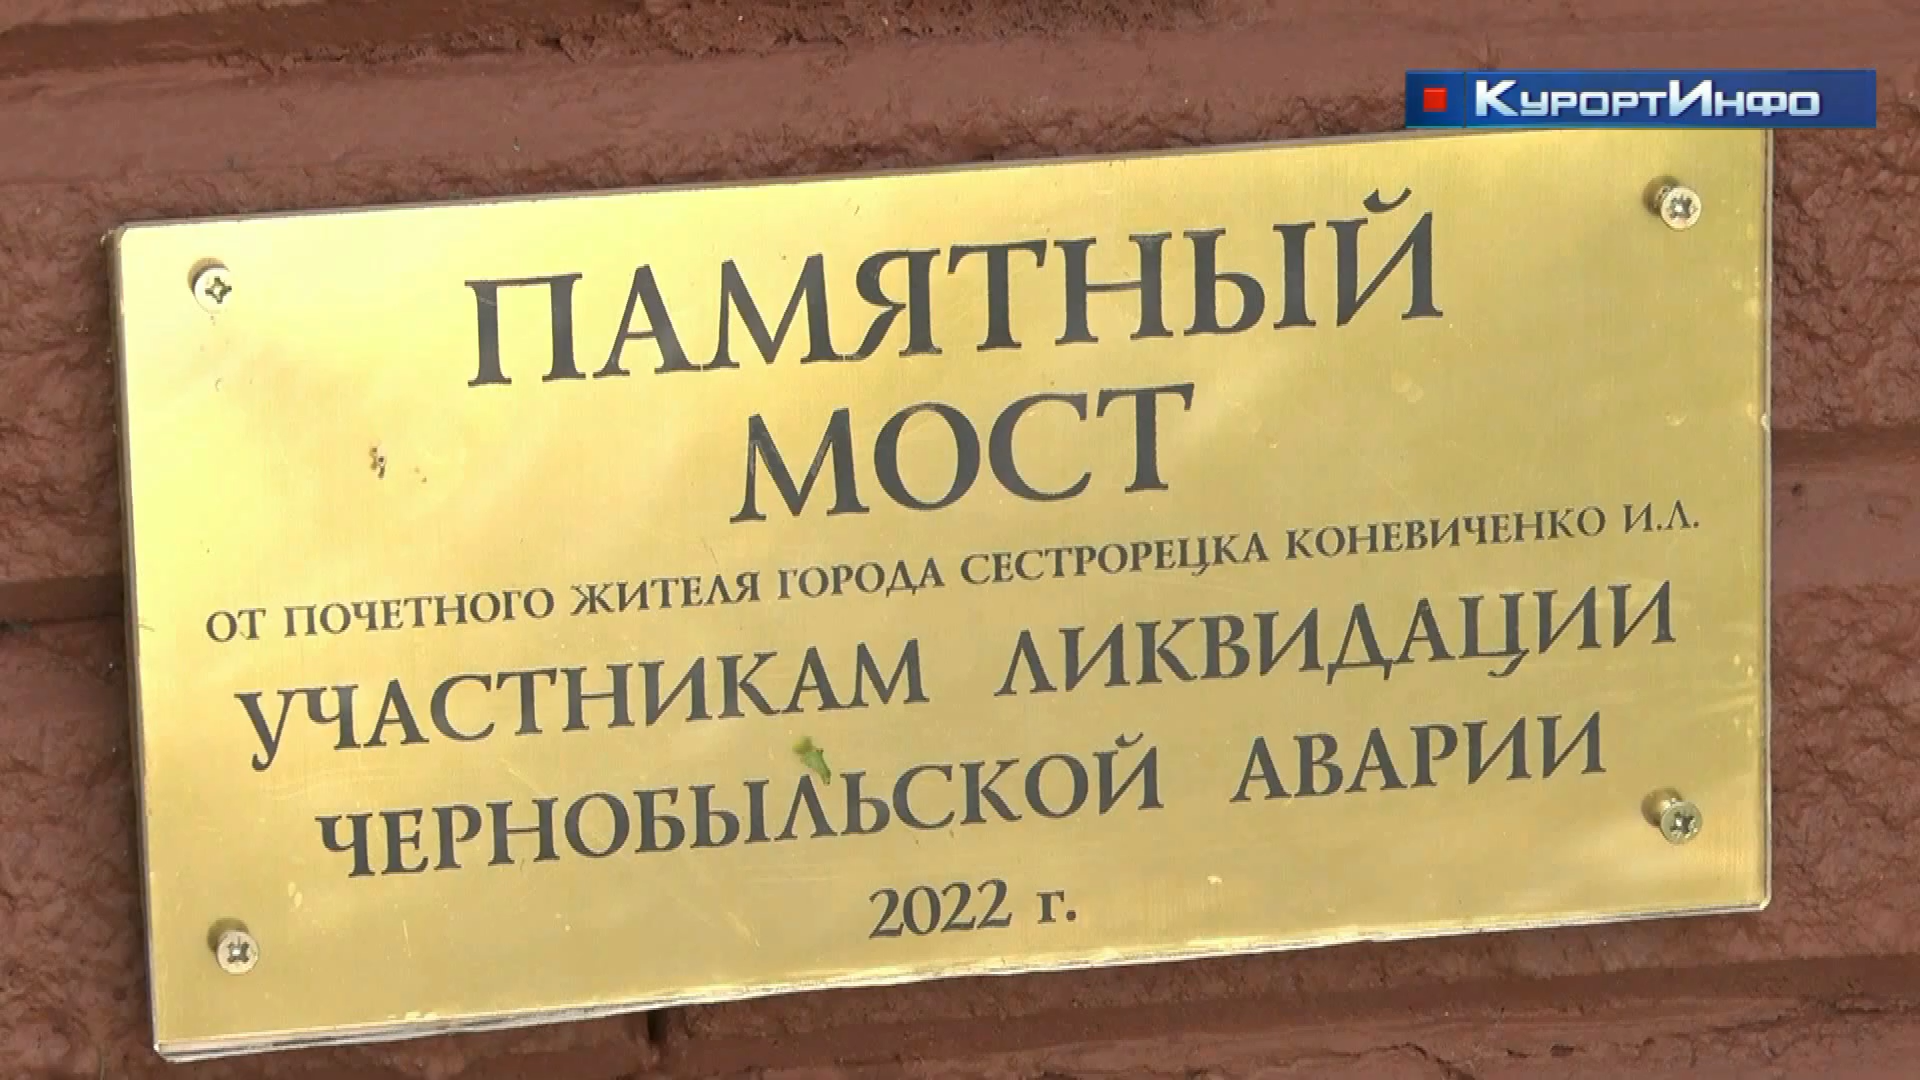 КурортИнфо
ПАМЯТНЫЙ
МОСТ
ОТ ПОЧЕТНОГО ЖИТЕЛЯ ГОРОДА СЕСТРОРЕЦКА КОНЕВИЧЕНКО И.Л.
УЧАСТНИКАМ ЛИКВИДАЦИИ
ЧЕРНОБЫЛЬСКОЙ АВАРИИ
2022 г.